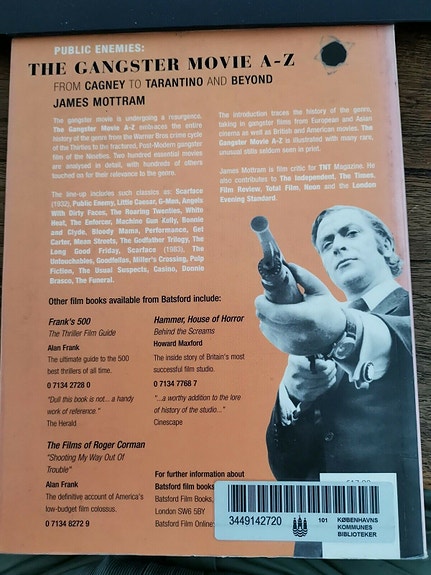 PUBLIC ENEMIES:
THE GANGSTER MOVIE A-Z
FROM CAGNEY TO TARANTINO AND BEYOND
JAMES MOTTRAM
The gangster movie is undergoing a resurgence.
The Gangster Movie A–Z embraces the entire
history of the genre from the Warner Bros crime cycle
of the Thirties to the fractured, Post-Modern gangster
film of the Nineties. Two hundred essential movies
are analysed in detail, with hundreds of others
touched on for their relevance to the genre.
The line-up includes such classics as: Scarface
(1932), Public Enemy, Little Caesar, G-Men, Angels
With Dirty Faces, The Roaring Twenties, White
Heat, The Enforcer, Machine Gun Kelly, Bonnie
and Clyde, Bloody Mama, Performance, Get
Carter, Mean Streets, The Godfather Trilogy, The
Long Good Friday, Scarface (1983), The
Untouchables, Goodfellas, Miller's Crossing, Pulp
Fiction, The Usual Suspects, Casino, Donnie
Brasco, The Funeral.
The introduction traces the history of the genre,
taking in gangster films from European and Asian
cinema as well as British and American movies. The
Gangster Movie A–Z is illustrated with many rare,
unusual stills seldom seen in print.
James Mottram is film critic for TNT Magazine. He
also contributes to The Independent, The Times,
Film Review, Total Film, Neon and the London
Evening Standard.
Other film books available from Batsford include:
Frank's 500
The Thriller Film Guide
Alan Frank
The ultimate guide to the 500
best thrillers of all time.
0 7134 2728 0
"Dull this book is not... a handy
work of reference."
The Herald
Hammer, House of Horror
Behind the Screams
Howard Maxford
The inside story of Britain's most
successful film studio.
0 7134 7768 7
"...a worthy addition to the lore
of history of the studio..."
Cinescape
The Films of Roger Corman
"Shooting My Way Out Of
Trouble"
Alan Frank
The definitive account of America's
low-budget film colossus.
0 7134 8272 9
For further information about
Batsford film books
Batsford Film Books,
London SW6 5BY
Batsford Film Online:
3449142720
101
KØBENHAVNS
KOMMUNES
BIBLIOTEKER